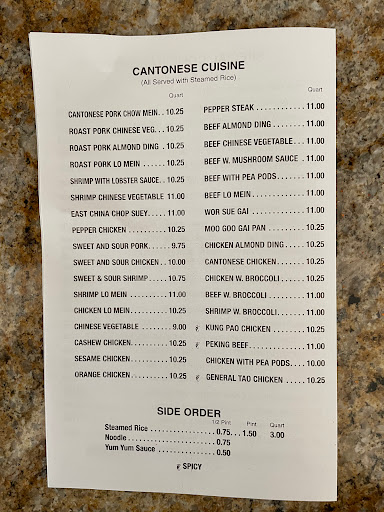 CANTONESE CUISINE
(All Served with Steamed Rice)
Quart
CANTONESE PORK CHOW MEIN. . 10.25
ROAST PORK CHINESE VEG. . . 10.25
ROAST PORK ALMOND DING . 10.25
ROAST PORK LO MEIN . . . . . . 10.25
SHRIMP WITH LOBSTER SAUCE. . 10.25
SHRIMP CHINESE VEGETABLE 11.00
EAST CHINA CHOP SUEY. . . . . 11.00
PEPPER CHICKEN . . . . . . . . . . 10.25
SWEET AND SOUR PORK. . . . . 9.75
SWEET AND SOUR CHICKEN . . 10.00
SWEET & SOUR SHRIMP. . . . . 10.75
SHRIMP LO MEIN . . . . . . . . . . 11.00
CHICKEN LO MEIN. . . . . . . . . 10.25
CHINESE VEGETABLE . . . . . . . 9.00
CASHEW CHICKEN. . . . . . . . . 10.25
SESAME CHICKEN. . . . . . . . . 10.25
ORANGE CHICKEN. . . . . . . . . 10.25
Quart
PEPPER STEAK . . . . . . . . . . . 11.00
BEEF ALMOND DING . . . . . . . 11.00
BEEF CHINESE VEGETABLE . . . 11.00
BEEF W. MUSHROOM SAUCE . 11.00
BEEF WITH PEA PODS. . . . . . . 11.00
BEEF LO MEIN. . . . . . . . . . . . 11.00
WOR SUE GAI . . . . . . . . . . . . 11.00
MOO GOO GAI PAN . . . . . . . . 10.25
CHICKEN ALMOND DING. . . . . 10.25
CANTONESE CHICKEN. . . . . . . 10.25
CHICKEN W. BROCCOLI. . . . . . 10.25
BEEF W. BROCCOLI . . . . . . . . 11.00
SHRIMP W. BROCCOLI. . . . . . . 11.00
KUNG PAO CHICKEN . . . . . . . 10.25
PEKING BEEF. . . . . . . . . . . . . 11.00
CHICKEN WITH PEA PODS. . . . 10.00
GENERAL TAO CHICKEN . . . . . 10.25
SIDE ORDER
1/2 Pint Pint Quart
Steamed Rice . . . . . . . . . . . . . 0.75. . . 1.50 3.00
Noodle . . . . . . . . . . . . . . . . . . 0.75
Yum Yum Sauce . . . . . . . . . . . 0.50
SPICY